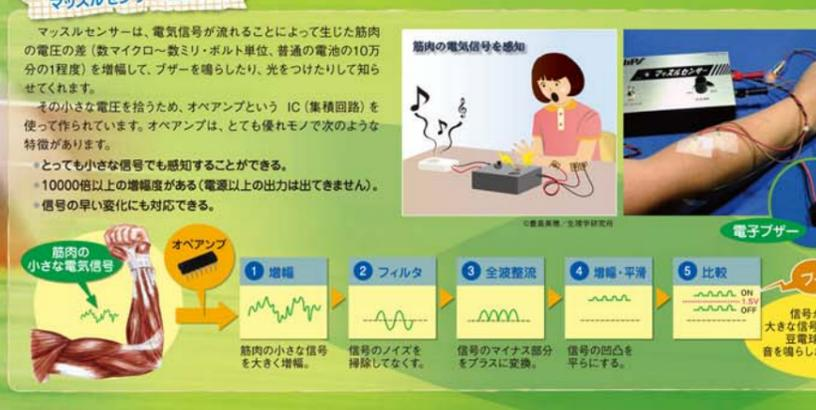 マッスルセンサー
マッスルセンサーは、電気信号が流れることによって生じた筋肉
の電圧の差（数マイクロ～数ミリ・ボルト単位、普通の電池の10万
分の1程度）を増幅して、ブザーを鳴らしたり、光をつけたりして知ら
せてくれます。
その小さな電圧を拾うため、オペアンプという IC（集積回路）を
使って作られています。オペアンプは、とても優れモノで次のような
特徴があります。
●とっても小さな信号でも感知することができる。
●10000倍以上の増幅度がある（電源以上の出力は出てきません）。
●信号の早い変化にも対応できる。
筋肉の電気信号を感知
©豊島美穂／生理学研究所
マッスルセンサー
電子ブザー
筋肉の
小さな電気信号
オペアンプ
1 増幅
筋肉の小さな信号
を大きく増幅。
2 フィルタ
信号のノイズを
掃除してなくす。
3 全波整流
信号のマイナス部分
をプラスに変換。
4 増幅・平滑
信号の凹凸を
平らにする。
5 比較
ON
1.5V
OFF
信号が
大きな信号
豆電球
音を鳴らし